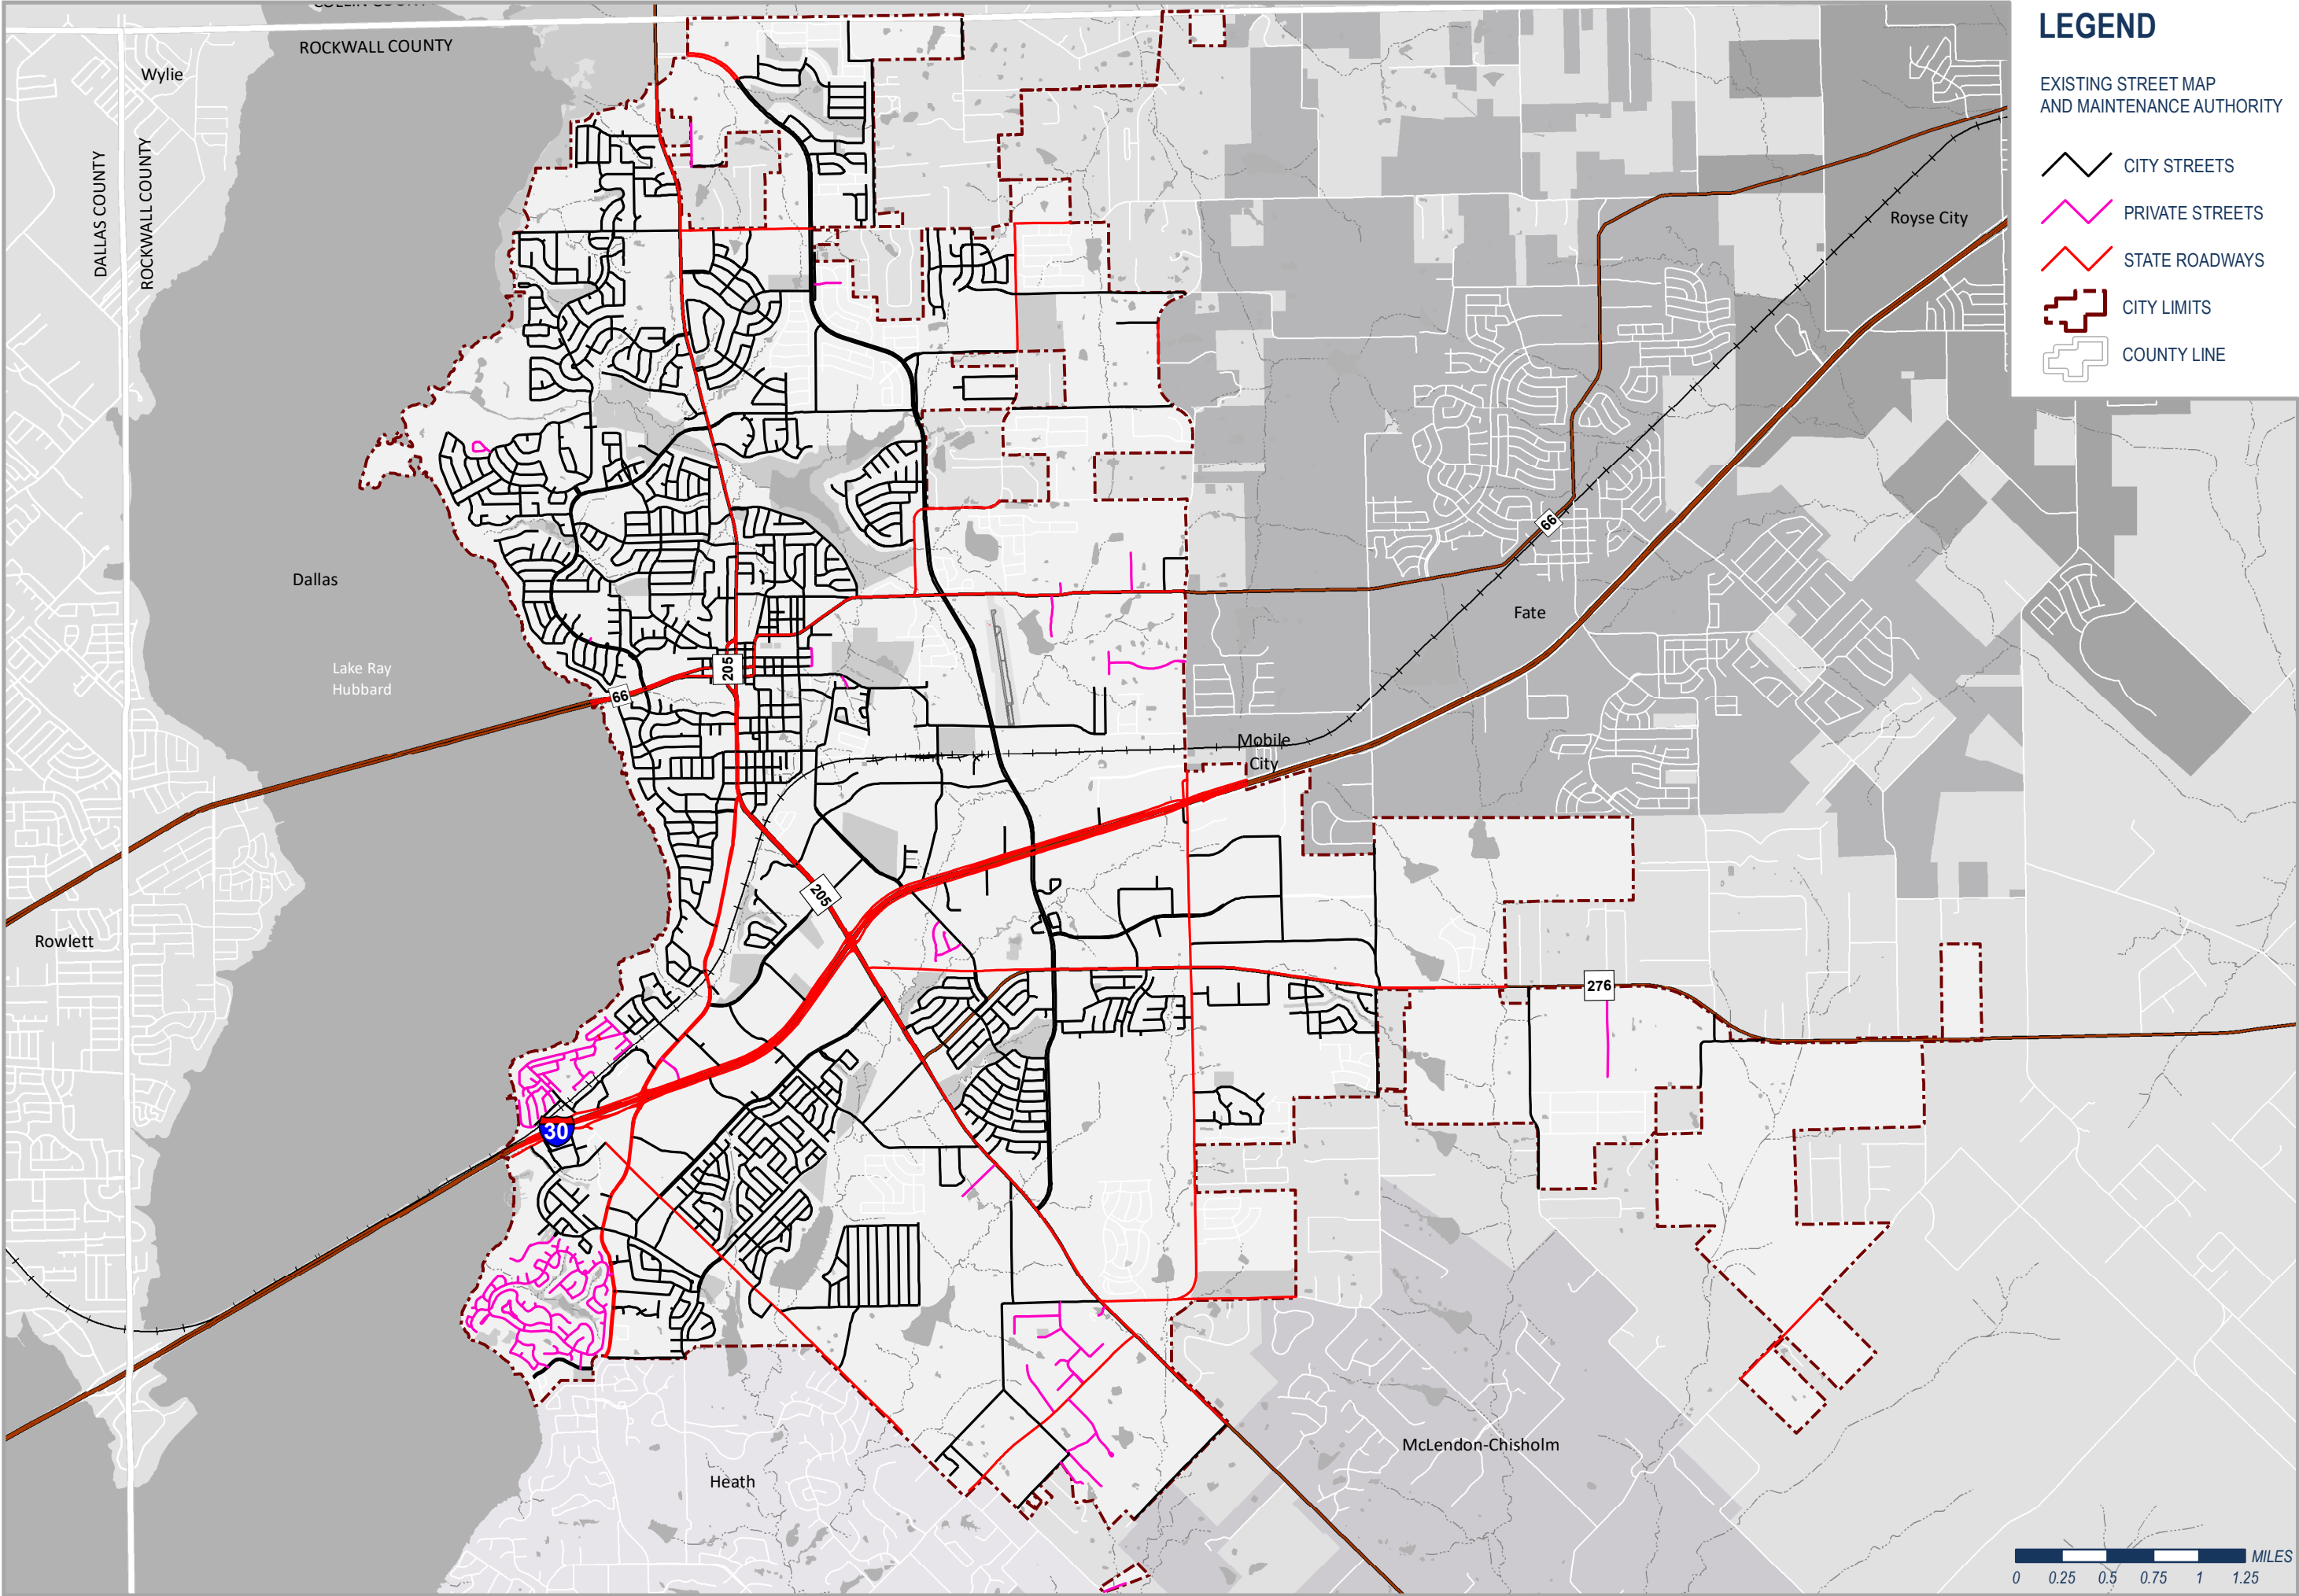 COLLIN COUNTY
ROCKWALL COUNTY
Wylie
DALLAS COUNTY
ROCKWALL COUNTY
LEGEND
EXISTING STREET MAP
AND MAINTENANCE AUTHORITY
CITY STREETS
PRIVATE STREETS
STATE ROADWAYS
CITY LIMITS
COUNTY LINE
Royse City
66
Dallas
Fate
Lake Ray
Hubbard
205
66
Mobile
City
205
Rowlett
276
30
McLendon-Chisholm
Heath
MILES
0 0.25 0.5 0.75 1 1.25